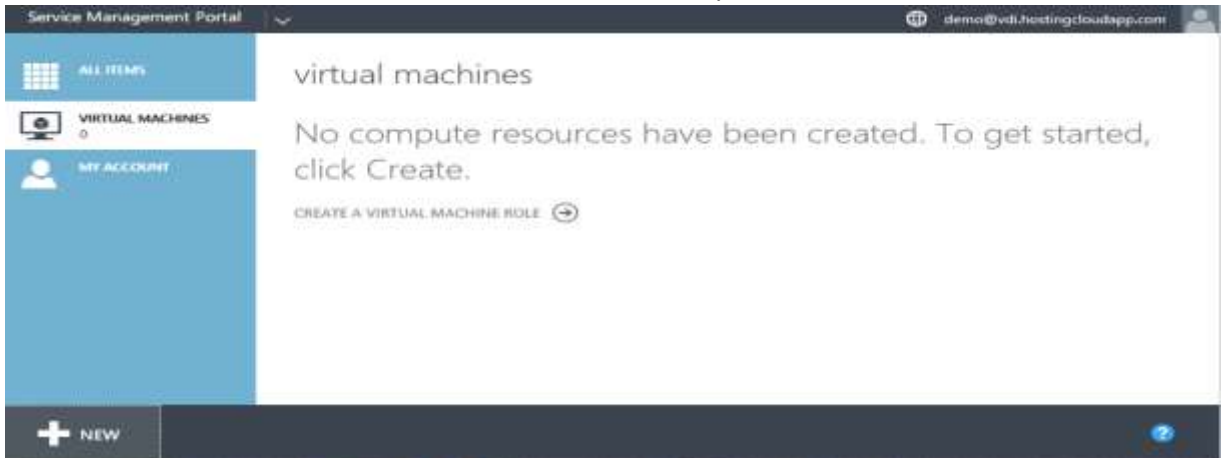 Service Management Portal
demo@vdi.hostingcloudapp.com
ALL ITEMS
VIRTUAL MACHINES
0
MY ACCOUNT
virtual machines
No compute resources have been created. To get started,
click Create.
CREATE A VIRTUAL MACHINE ROLE
NEW
?